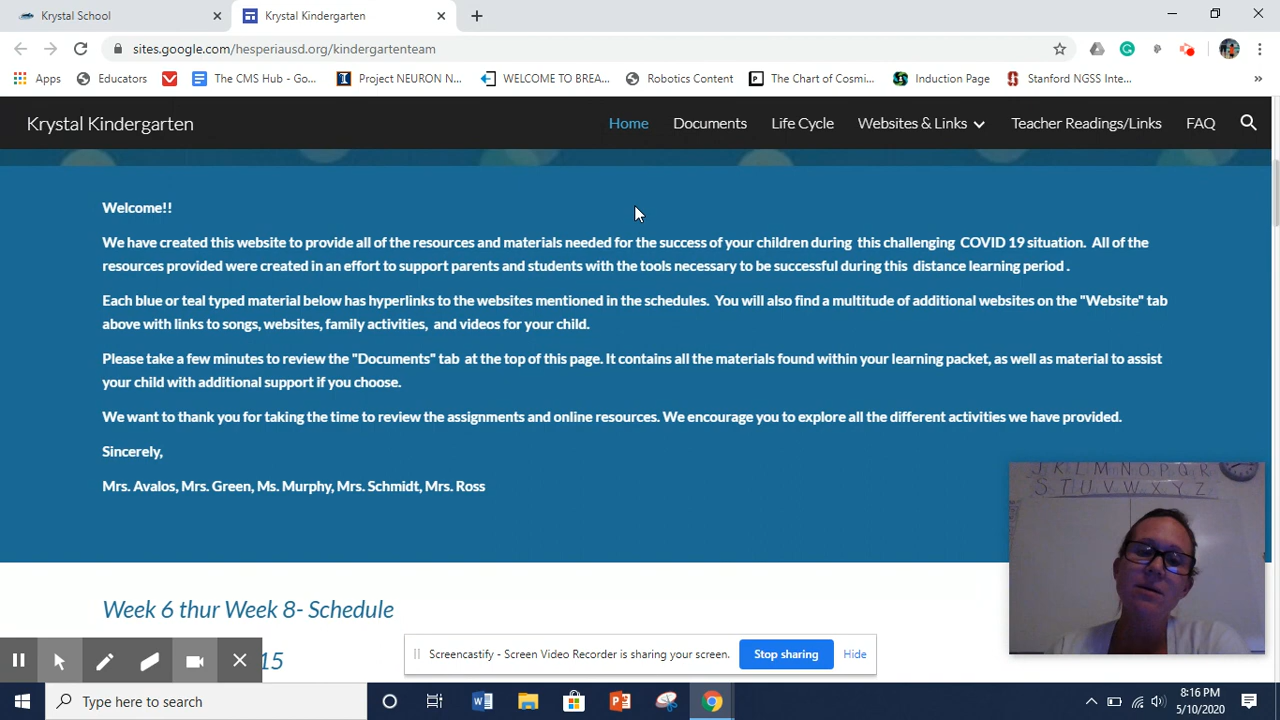 Krystal School
Krystal Kindergarten
sites.google.com/hesperiausd.org/kindergartenteam
Apps
Educators
The CMS Hub - Go...
Project NEURON N...
WELCOME TO BREA...
Robotics Content
The Chart of Cosmi...
Induction Page
Stanford NGSS Inte...
»
Krystal Kindergarten
Home
Documents
Life Cycle
Websites & Links
Teacher Readings/Links
FAQ
Welcome!!
We have created this website to provide all of the resources and materials needed for the success of your children during this challenging COVID 19 situation. All of the
resources provided were created in an effort to support parents and students with the tools necessary to be successful during this distance learning period .
Each blue or teal typed material below has hyperlinks to the websites mentioned in the schedules. You will also find a multitude of additional websites on the "Website" tab
above with links to songs, websites, family activities, and videos for your child.
Please take a few minutes to review the "Documents" tab at the top of this page. It contains all the materials found within your learning packet, as well as material to assist
your child with additional support if you choose.
We want to thank you for taking the time to review the assignments and online resources. We encourage you to explore all the different activities we have provided.
Sincerely,
Mrs. Avalos, Mrs. Green, Ms. Murphy, Mrs. Schmidt, Mrs. Ross
J K L M N O P Q R
S T U V W X Y Z
Week 6 thur Week 8- Schedule
15
Screencastify - Screen Video Recorder is sharing your screen.
Stop sharing
Hide
Type here to search
8:16 PM
5/10/2020